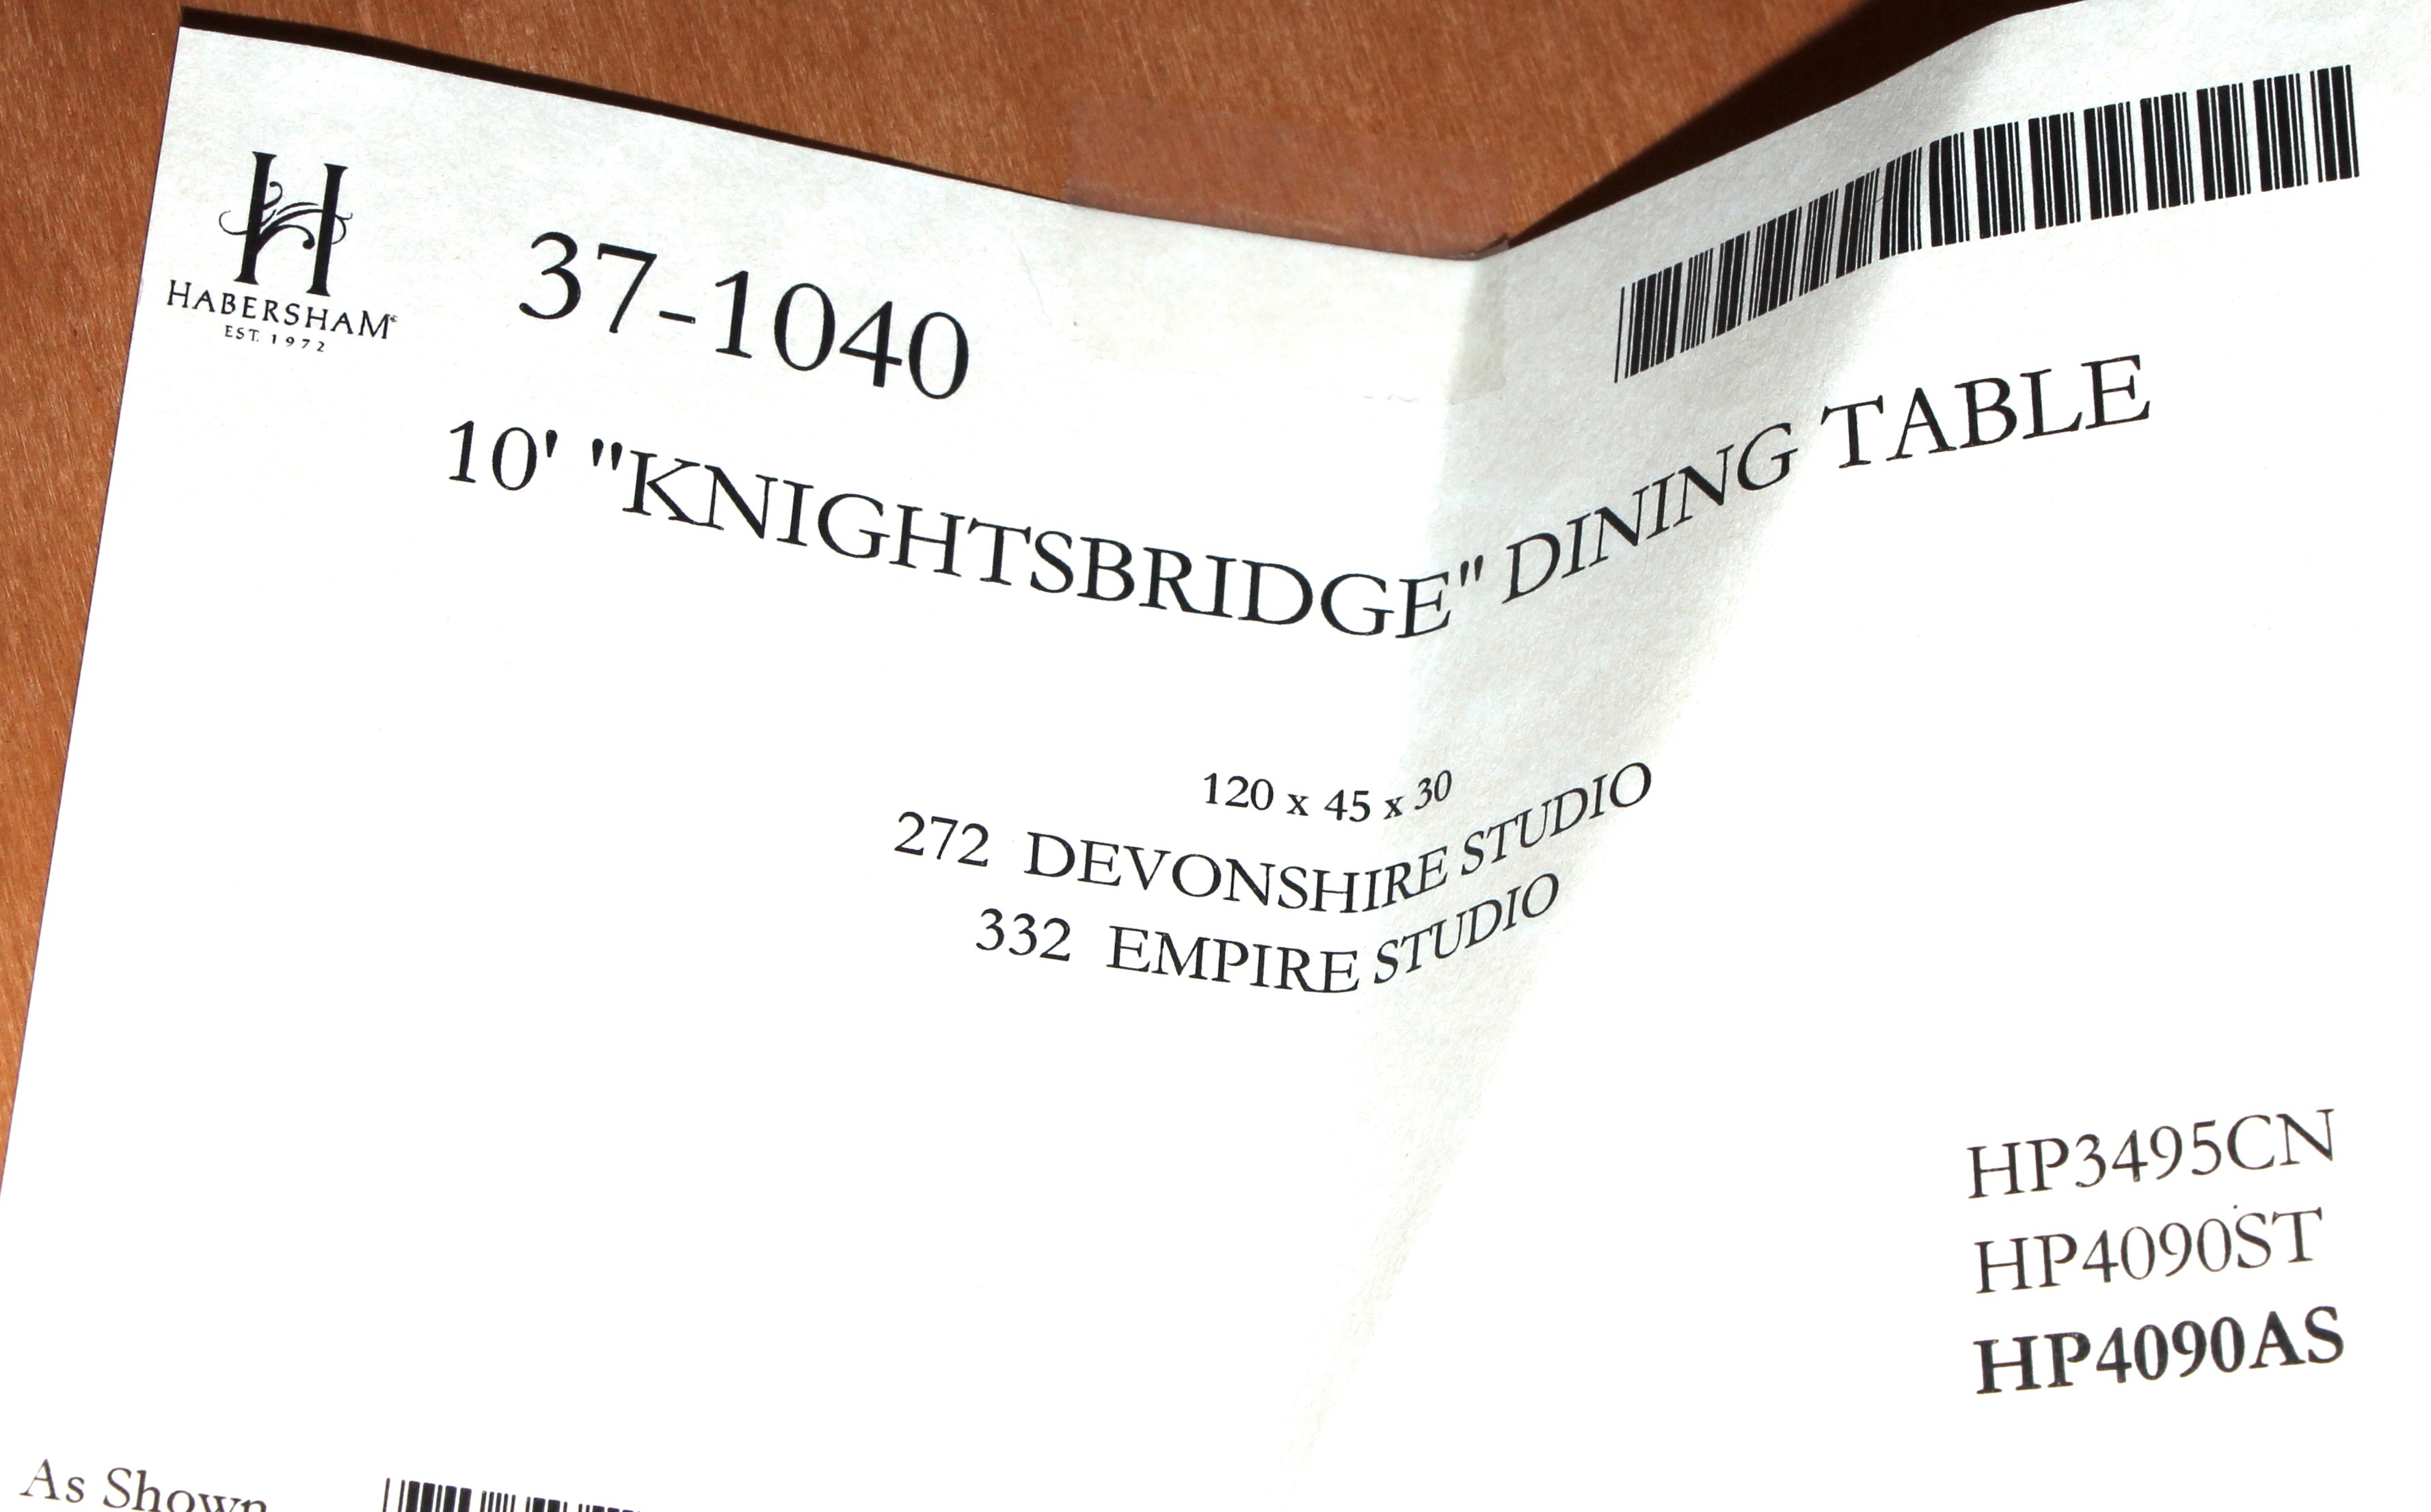 H
HABERSHAM®
EST. 1972
37-1040
10' "KNIGHTSBRIDGE" DINING TABLE
120 x 45 x 30
272 DEVONSHIRE STUDIO
332 EMPIRE STUDIO
HP3495CN
HP4090ST
HP4090AS
As Shown